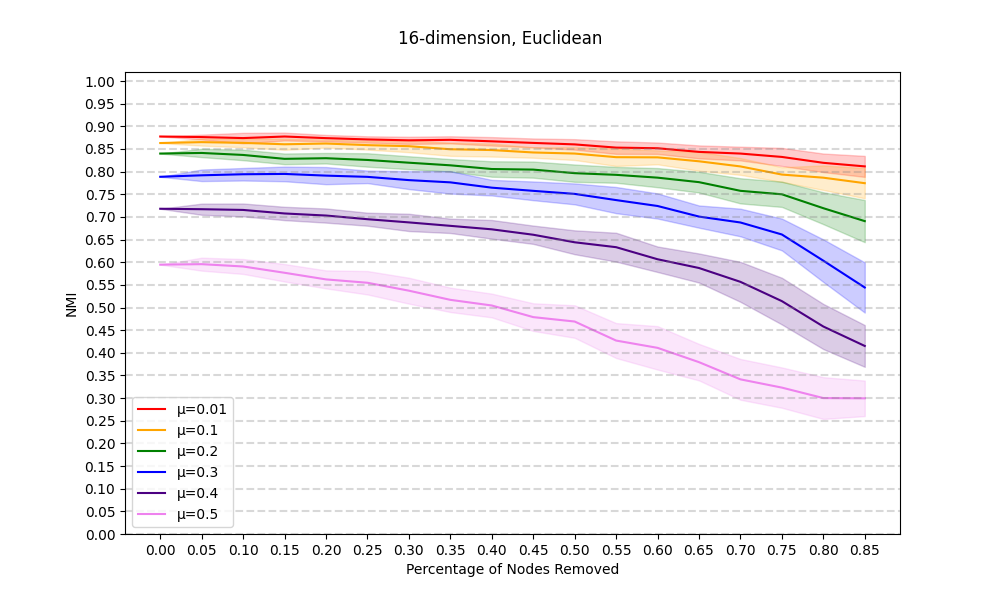 16-dimension, Euclidean
1.00
0.95
0.90
0.85
0.80
0.75
0.70
0.65
0.60
0.55
0.50
0.45
0.40
0.35
0.30
0.25
0.20
0.15
0.10
0.05
0.00
NMI
μ=0.01
μ=0.1
μ=0.2
μ=0.3
μ=0.4
μ=0.5
0.00 0.05 0.10 0.15 0.20 0.25 0.30 0.35 0.40 0.45 0.50 0.55 0.60 0.65 0.70 0.75 0.80 0.85
Percentage of Nodes Removed